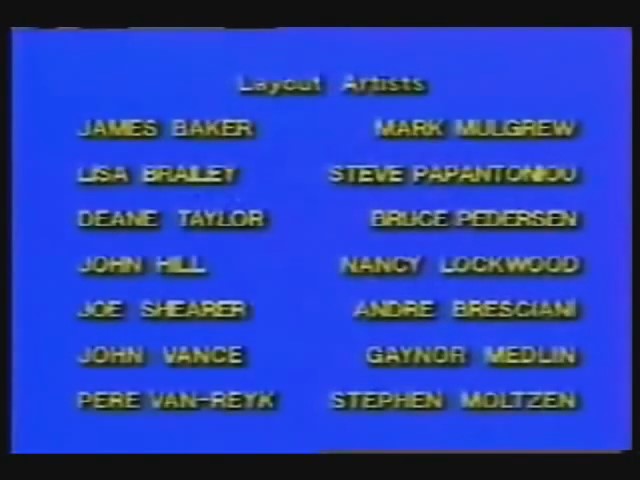 Layout Artists
JAMES BAKER MARK MULGREW
LISA BRAILEY STEVE PAPANTONIOU
DEANE TAYLOR BRUCE PEDERSEN
JOHN HILL NANCY LOCKWOOD
JOE SHEARER ANDRE BRESCIANI
JOHN VANCE GAYNOR MEDLIN
PERE VAN-REYK STEPHEN MOLTZEN